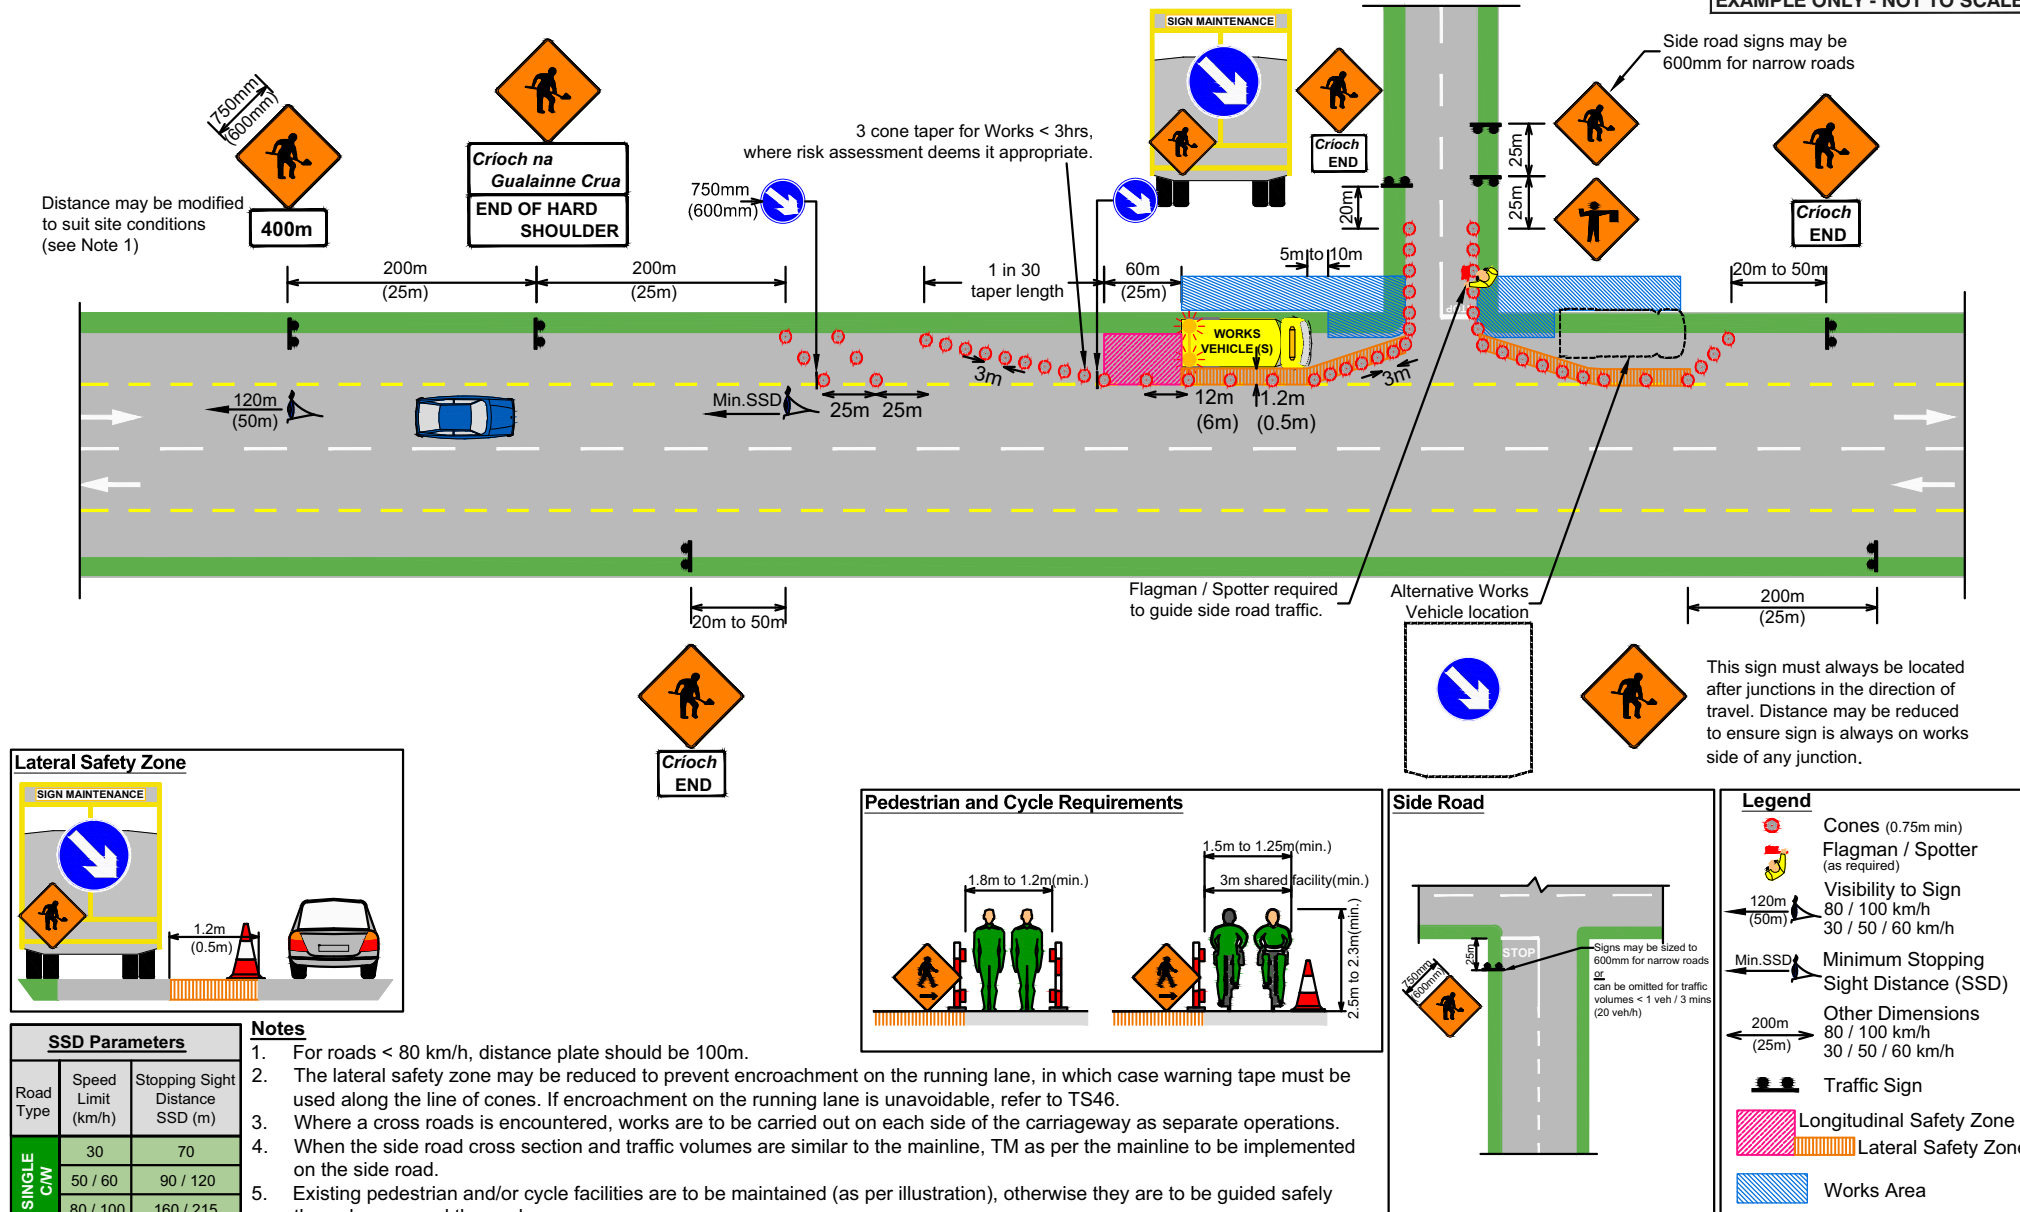 EXAMPLE ONLY - NOT TO SCALE
SIGN MAINTENANCE
Side road signs may be
600mm for narrow roads
750mm
(600mm)
400m
Distance may be modified
to suit site conditions
(see Note 1)
Críoch na
Gualainne Crua
END OF HARD
SHOULDER
3 cone taper for Works < 3hrs,
where risk assessment deems it appropriate.
750mm
(600mm)
Críoch
END
25m
25m
20m
Críoch
END
200m
(25m)
200m
(25m)
1 in 30
taper length
60m
(25m)
5m to 10m
20m to 50m
STOP
WORKS
VEHICLE(S)
3m
3m
120m
(50m)
Min.SSD
25m
25m
12m
(6m)
1.2m
(0.5m)
Flagman / Spotter required
to guide side road traffic.
Alternative Works
Vehicle location
20m to 50m
200m
(25m)
Críoch
END
This sign must always be located
after junctions in the direction of
travel. Distance may be reduced
to ensure sign is always on works
side of any junction.
Lateral Safety Zone
SIGN MAINTENANCE
1.2m
(0.5m)
Pedestrian and Cycle Requirements
1.8m to 1.2m(min.)
1.5m to 1.25m(min.)
3m shared facility(min.)
2.5m to 2.3m(min.)
Side Road
STOP
25m
750mm
(600mm)
Signs may be sized to
600mm for narrow roads
or
can be omitted for traffic
volumes < 1 veh / 3 mins
(20 veh/h)
Legend
Cones (0.75m min)
Flagman / Spotter
(as required)
120m
(50m)
Visibility to Sign
80 / 100 km/h
30 / 50 / 60 km/h
Min.SSD
Minimum Stopping
Sight Distance (SSD)
200m
(25m)
Other Dimensions
80 / 100 km/h
30 / 50 / 60 km/h
Traffic Sign
Longitudinal Safety Zone
Lateral Safety Zone
Works Area
SSD Parameters
Road
Type
Speed
Limit
(km/h)
Stopping Sight
Distance
SSD (m)
SINGLE
C/W
30 70
50 / 60 90 / 120
80 / 100 160 / 215
Notes
1. For roads < 80 km/h, distance plate should be 100m.
2. The lateral safety zone may be reduced to prevent encroachment on the running lane, in which case warning tape must be
used along the line of cones. If encroachment on the running lane is unavoidable, refer to TS46.
3. Where a cross roads is encountered, works are to be carried out on each side of the carriageway as separate operations.
4. When the side road cross section and traffic volumes are similar to the mainline, TM as per the mainline to be implemented
on the side road.
5. Existing pedestrian and/or cycle facilities are to be maintained (as per illustration), otherwise they are to be guided safely